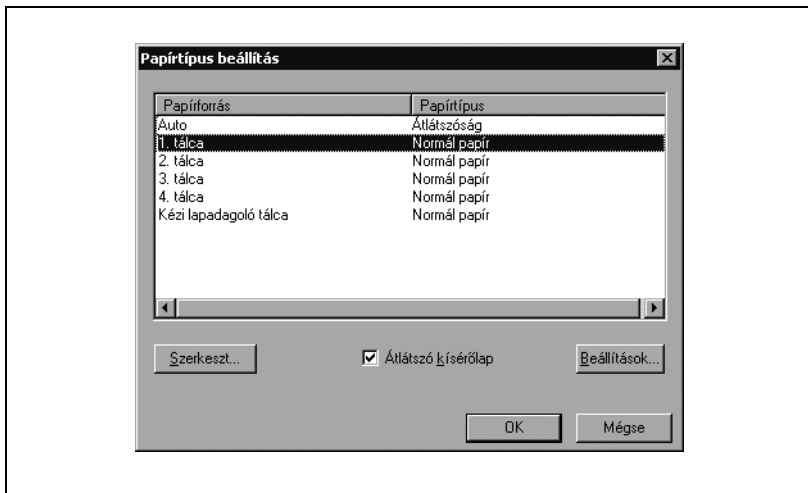 Papírtípus beállítás
Papírforrás Papírtípus
Auto Átlátszóság
1. tálca Normál papír
2. tálca Normál papír
3. tálca Normál papír
4. tálca Normál papír
Kézi lapadagoló tálca Normál papír
Szerkeszt... Átlátszó kísérőlap Beállítások...
OK Mégse